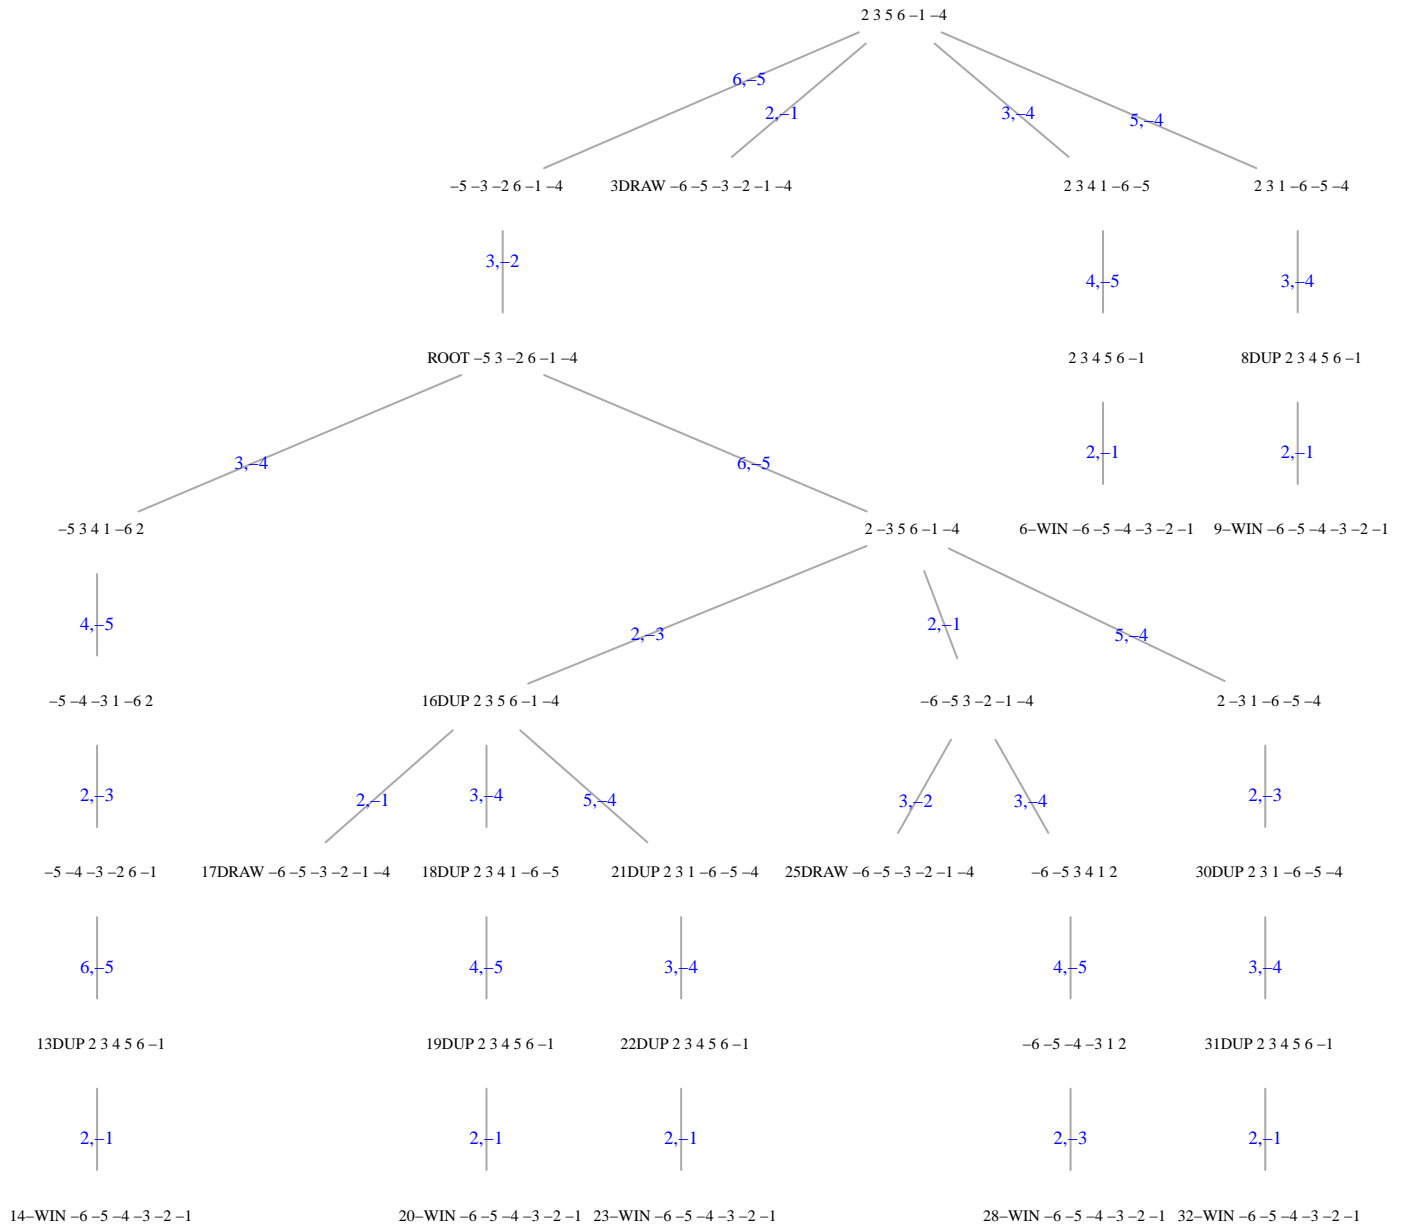 2 3 5 6 –1 –4
6,–5
2,–1
3,–4
5,–4
–5 –3 –2 6 –1 –4
3DRAW –6 –5 –3 –2 –1 –4
2 3 4 1 –6 –5
2 3 1 –6 –5 –4
3,–2
4,–5
3,–4
ROOT –5 3 –2 6 –1 –4
2 3 4 5 6 –1
8DUP 2 3 4 5 6 –1
3,–4
6,–5
2,–1
2,–1
–5 3 4 1 –6 2
2 –3 5 6 –1 –4
6–WIN –6 –5 –4 –3 –2 –1
9–WIN –6 –5 –4 –3 –2 –1
4,–5
2,–3
2,–1
5,–4
–5 –4 –3 1 –6 2
16DUP 2 3 5 6 –1 –4
–6 –5 3 –2 –1 –4
2 –3 1 –6 –5 –4
2,–3
2,–1
3,–4
5,–4
3,–2
3,–4
2,–3
–5 –4 –3 –2 6 –1
17DRAW –6 –5 –3 –2 –1 –4
18DUP 2 3 4 1 –6 –5
21DUP 2 3 1 –6 –5 –4
25DRAW –6 –5 –3 –2 –1 –4
–6 –5 3 4 1 2
30DUP 2 3 1 –6 –5 –4
6,–5
4,–5
3,–4
4,–5
3,–4
13DUP 2 3 4 5 6 –1
19DUP 2 3 4 5 6 –1
22DUP 2 3 4 5 6 –1
–6 –5 –4 –3 1 2
31DUP 2 3 4 5 6 –1
2,–1
2,–1
2,–1
2,–3
2,–1
14–WIN –6 –5 –4 –3 –2 –1
20–WIN –6 –5 –4 –3 –2 –1
23–WIN –6 –5 –4 –3 –2 –1
28–WIN –6 –5 –4 –3 –2 –1
32–WIN –6 –5 –4 –3 –2 –1